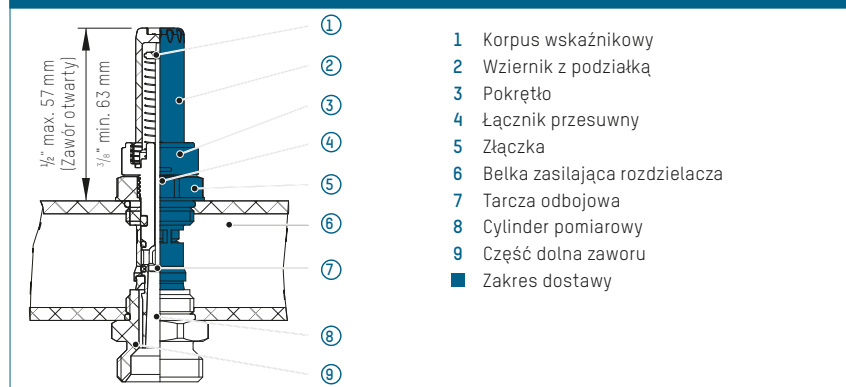 ½" max. 57 mm
(Zawór otwarty)
³/₈" min. 63 mm
1
2
3
4
5
6
7
8
9
1 Korpus wskaźnikowy
2 Wziernik z podziałką
3 Pokrętło
4 Łącznik przesuwny
5 Złączka
6 Belka zasilająca rozdzielacza
7 Tarcza odbojowa
8 Cylinder pomiarowy
9 Część dolna zaworu
Zakres dostawy